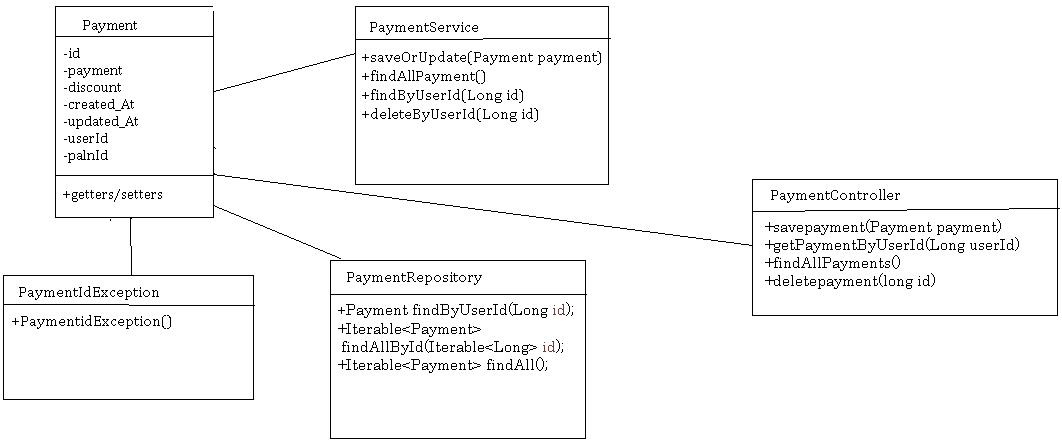 Payment
-id
-payment
-discount
-created_At
-updated_At
-userId
-palnId
+getters/setters
PaymentService
+saveOrUpdate(Payment payment)
+findAllPayment()
+findByUserId(Long id)
+deleteByUserId(Long id)
PaymentController
+savepayment(Payment payment)
+getPaymentByUserId(Long userId)
+findAllPayments()
+deletepayment(long id)
PaymentIdException
+PaymentidException()
PaymentRepository
+Payment findByUserId(Long id);
+Iterable<Payment>
findAllById(Iterable<Long> id);
+Iterable<Payment> findAll();